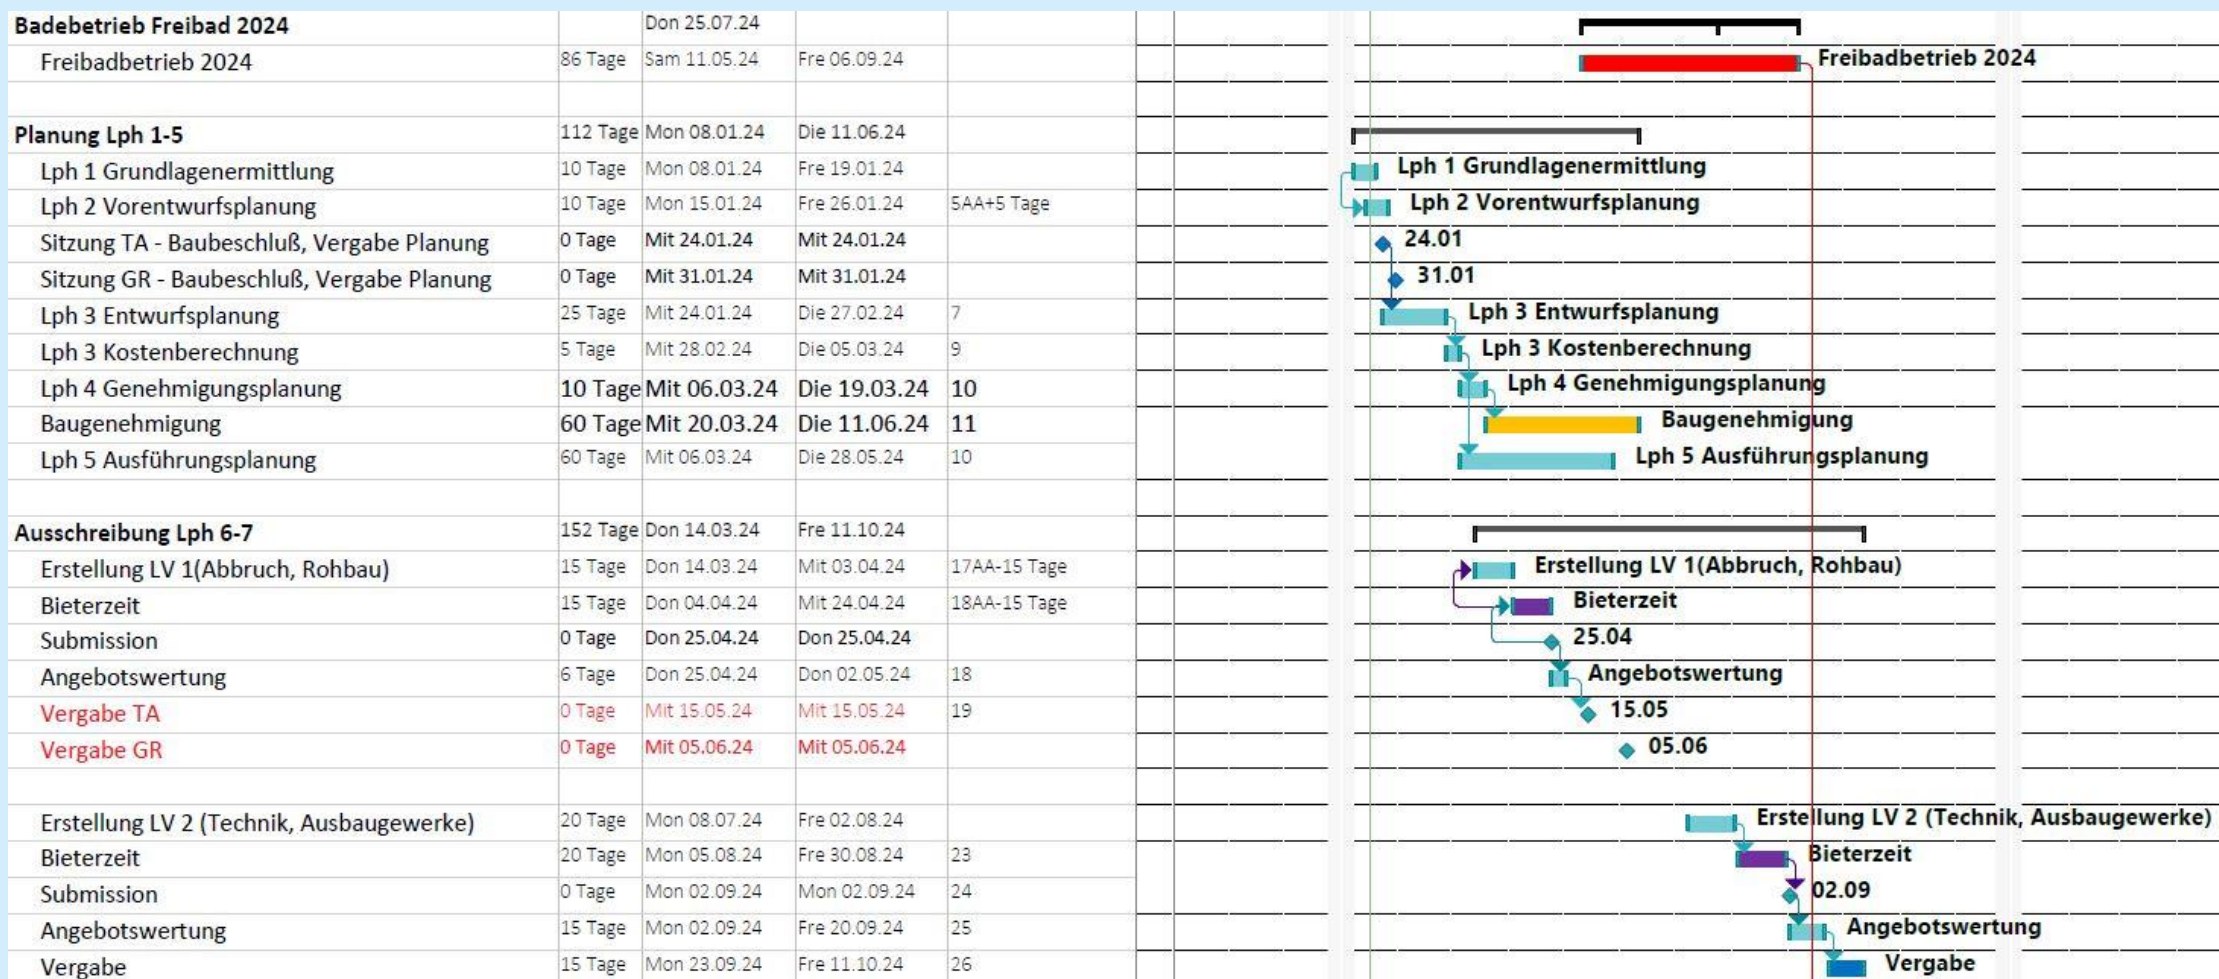 Badebetrieb Freibad 2024 Don 25.07.24
Freibadbetrieb 2024 86 Tage Sam 11.05.24 Fre 06.09.24 Freibadbetrieb 2024
Planung Lph 1-5 112 Tage Mon 08.01.24 Die 11.06.24
Lph 1 Grundlagenermittlung 10 Tage Mon 08.01.24 Fre 19.01.24 Lph 1 Grundlagenermittlung
Lph 2 Vorentwurfsplanung 10 Tage Mon 15.01.24 Fre 26.01.24 5AA+5 Tage Lph 2 Vorentwurfsplanung
Sitzung TA - Baubeschluß, Vergabe Planung 0 Tage Mit 24.01.24 Mit 24.01.24 24.01
Sitzung GR - Baubeschluß, Vergabe Planung 0 Tage Mit 31.01.24 Mit 31.01.24 31.01
Lph 3 Entwurfsplanung 25 Tage Mit 24.01.24 Die 27.02.24 7 Lph 3 Entwurfsplanung
Lph 3 Kostenberechnung 5 Tage Mit 28.02.24 Die 05.03.24 9 Lph 3 Kostenberechnung
Lph 4 Genehmigungsplanung 10 Tage Mit 06.03.24 Die 19.03.24 10 Lph 4 Genehmigungsplanung
Baugenehmigung 60 Tage Mit 20.03.24 Die 11.06.24 11 Baugenehmigung
Lph 5 Ausführungsplanung 60 Tage Mit 06.03.24 Die 28.05.24 10 Lph 5 Ausführungsplanung
Ausschreibung Lph 6-7 152 Tage Don 14.03.24 Fre 11.10.24
Erstellung LV 1(Abbruch, Rohbau) 15 Tage Don 14.03.24 Mit 03.04.24 17AA-15 Tage Erstellung LV 1(Abbruch, Rohbau)
Bieterzeit 15 Tage Don 04.04.24 Mit 24.04.24 18AA-15 Tage Bieterzeit
Submission 0 Tage Don 25.04.24 Don 25.04.24 25.04
Angebotswertung 6 Tage Don 25.04.24 Don 02.05.24 18 Angebotswertung
Vergabe TA 0 Tage Mit 15.05.24 Mit 15.05.24 19 15.05
Vergabe GR 0 Tage Mit 05.06.24 Mit 05.06.24 05.06
Erstellung LV 2 (Technik, Ausbaugewerke) 20 Tage Mon 08.07.24 Fre 02.08.24 Erstellung LV 2 (Technik, Ausbaugewerke)
Bieterzeit 20 Tage Mon 05.08.24 Fre 30.08.24 23 Bieterzeit
Submission 0 Tage Mon 02.09.24 Mon 02.09.24 24 02.09
Angebotswertung 15 Tage Mon 02.09.24 Fre 20.09.24 25 Angebotswertung
Vergabe 15 Tage Mon 23.09.24 Fre 11.10.24 26 Vergabe